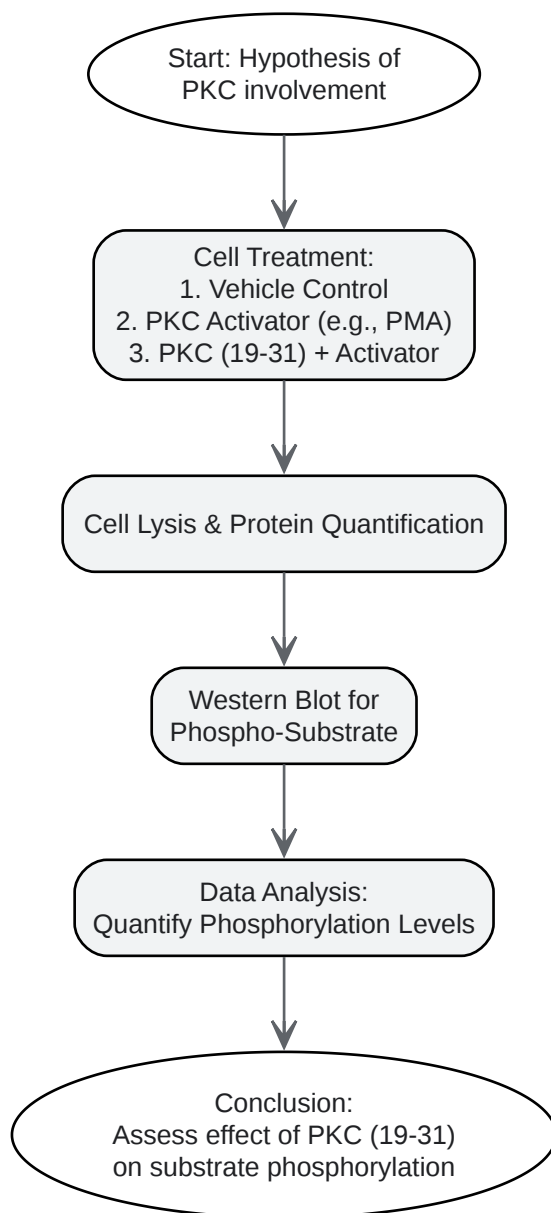 Start: Hypothesis of
PKC involvement
Cell Treatment:
1. Vehicle Control
2. PKC Activator (e.g., PMA)
3. PKC (19-31) + Activator
Cell Lysis & Protein Quantification
Western Blot for
Phospho-Substrate
Data Analysis:
Quantify Phosphorylation Levels
Conclusion:
Assess effect of PKC (19-31)
on substrate phosphorylation